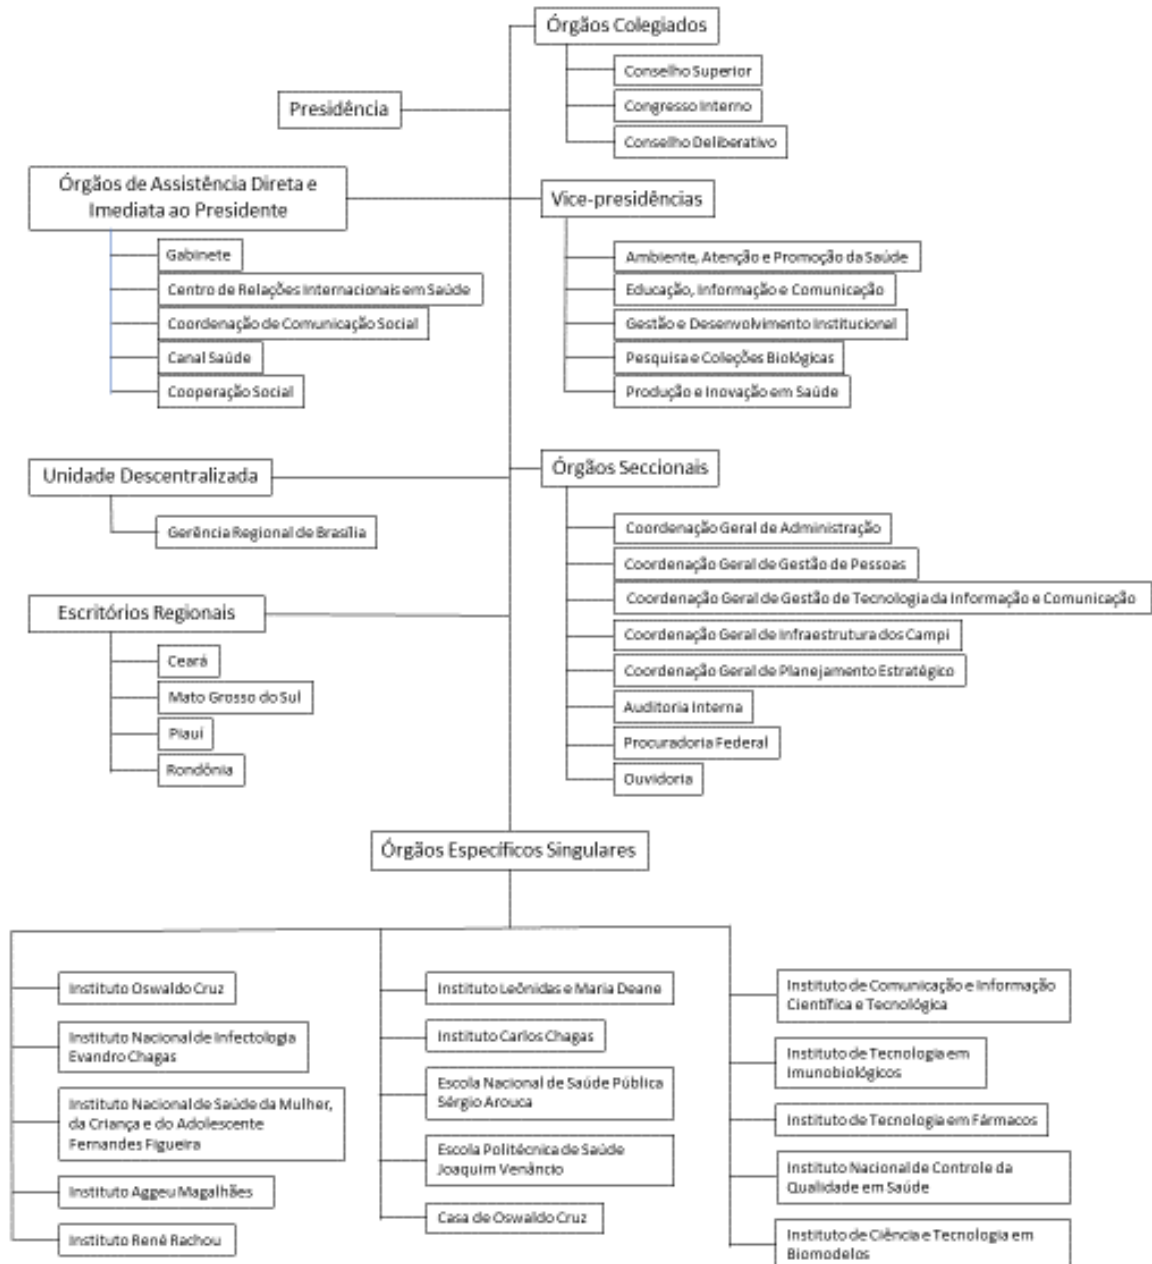 Órgãos Colegiados
Conselho Superior
Congresso Interno
Conselho Deliberativo
Presidência
Órgãos de Assistência Direta e
Imediata ao Presidente
Gabinete
Centro de Relações Internacionais em Saúde
Coordenação de Comunicação Social
Canal Saúde
Cooperação Social
Vice-presidências
Ambiente, Atenção e Promoção da Saúde
Educação, Informação e Comunicação
Gestão e Desenvolvimento Institucional
Pesquisa e Coleções Biológicas
Produção e Inovação em Saúde
Unidade Descentralizada
Gerência Regional de Brasília
Órgãos Seccionais
Coordenação Geral de Administração
Coordenação Geral de Gestão de Pessoas
Coordenação Geral de Gestão de Tecnologia da Informação e Comunicação
Coordenação Geral de Infraestrutura dos Campi
Coordenação Geral de Planejamento Estratégico
Auditoria Interna
Procuradoria Federal
Ouvidoria
Escritórios Regionais
Ceará
Mato Grosso do Sul
Piauí
Rondônia
Órgãos Específicos Singulares
Instituto Oswaldo Cruz
Instituto Nacional de Infectologia
Evandro Chagas
Instituto Nacional de Saúde da Mulher,
da Criança e do Adolescente
Fernandes Figueira
Instituto Aggeu Magalhães
Instituto René Rachou
Instituto Leônidas e Maria Deane
Instituto Carlos Chagas
Escola Nacional de Saúde Pública
Sérgio Arouca
Escola Politécnica de Saúde
Joaquim Venâncio
Casa de Oswaldo Cruz
Instituto de Comunicação e Informação
Científica e Tecnológica
Instituto de Tecnologia em
Imunobiológicos
Instituto de Tecnologia em Fármacos
Instituto Nacional de Controle da
Qualidade em Saúde
Instituto de Ciência e Tecnologia em
Biomodelos